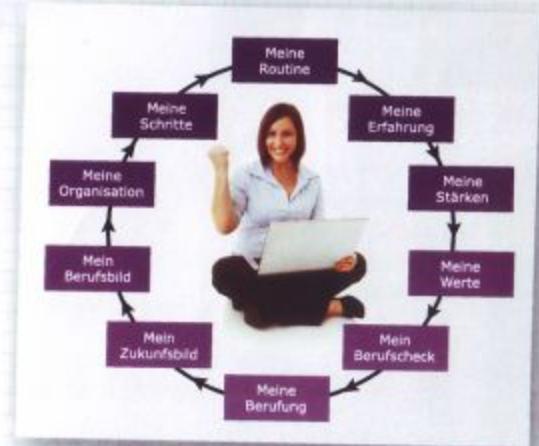 Meine
Routine
Meine
Erfahrung
Meine
Stärken
Meine
Werte
Mein
Berufscheck
Meine
Berufung
Mein
Zukunfsbild
Mein
Berufsbild
Meine
Organisation
Meine
Schritte